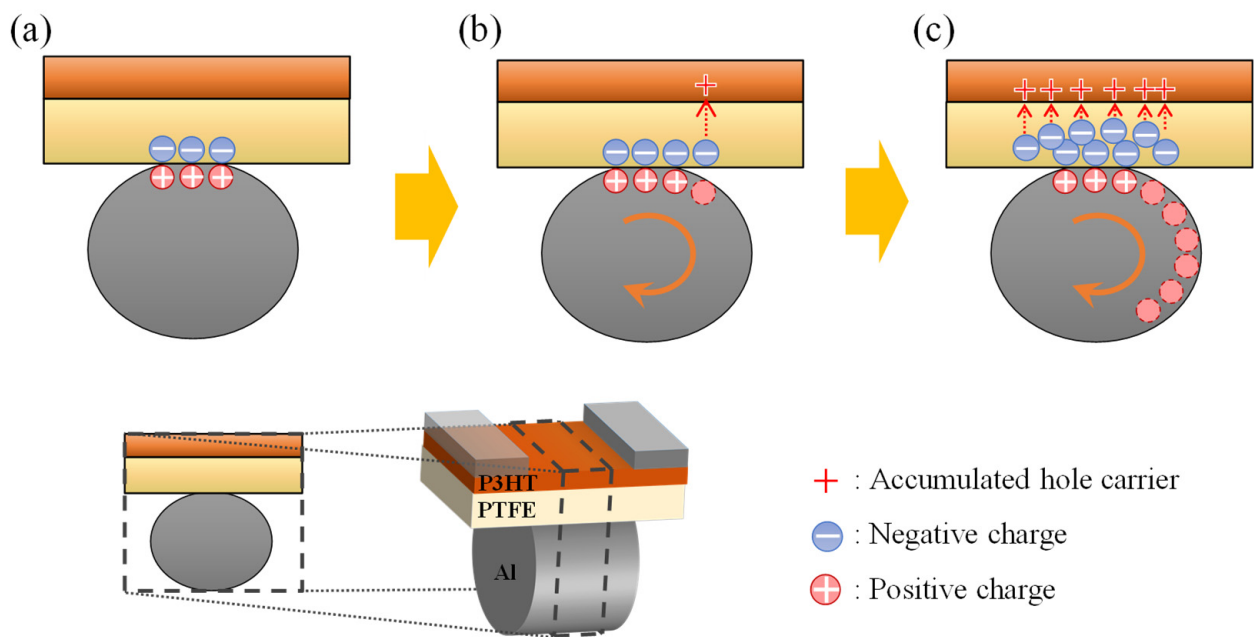 (a)
(b)
(c)
P3HT
PTFE
Al
: Accumulated hole carrier
: Negative charge
: Positive charge